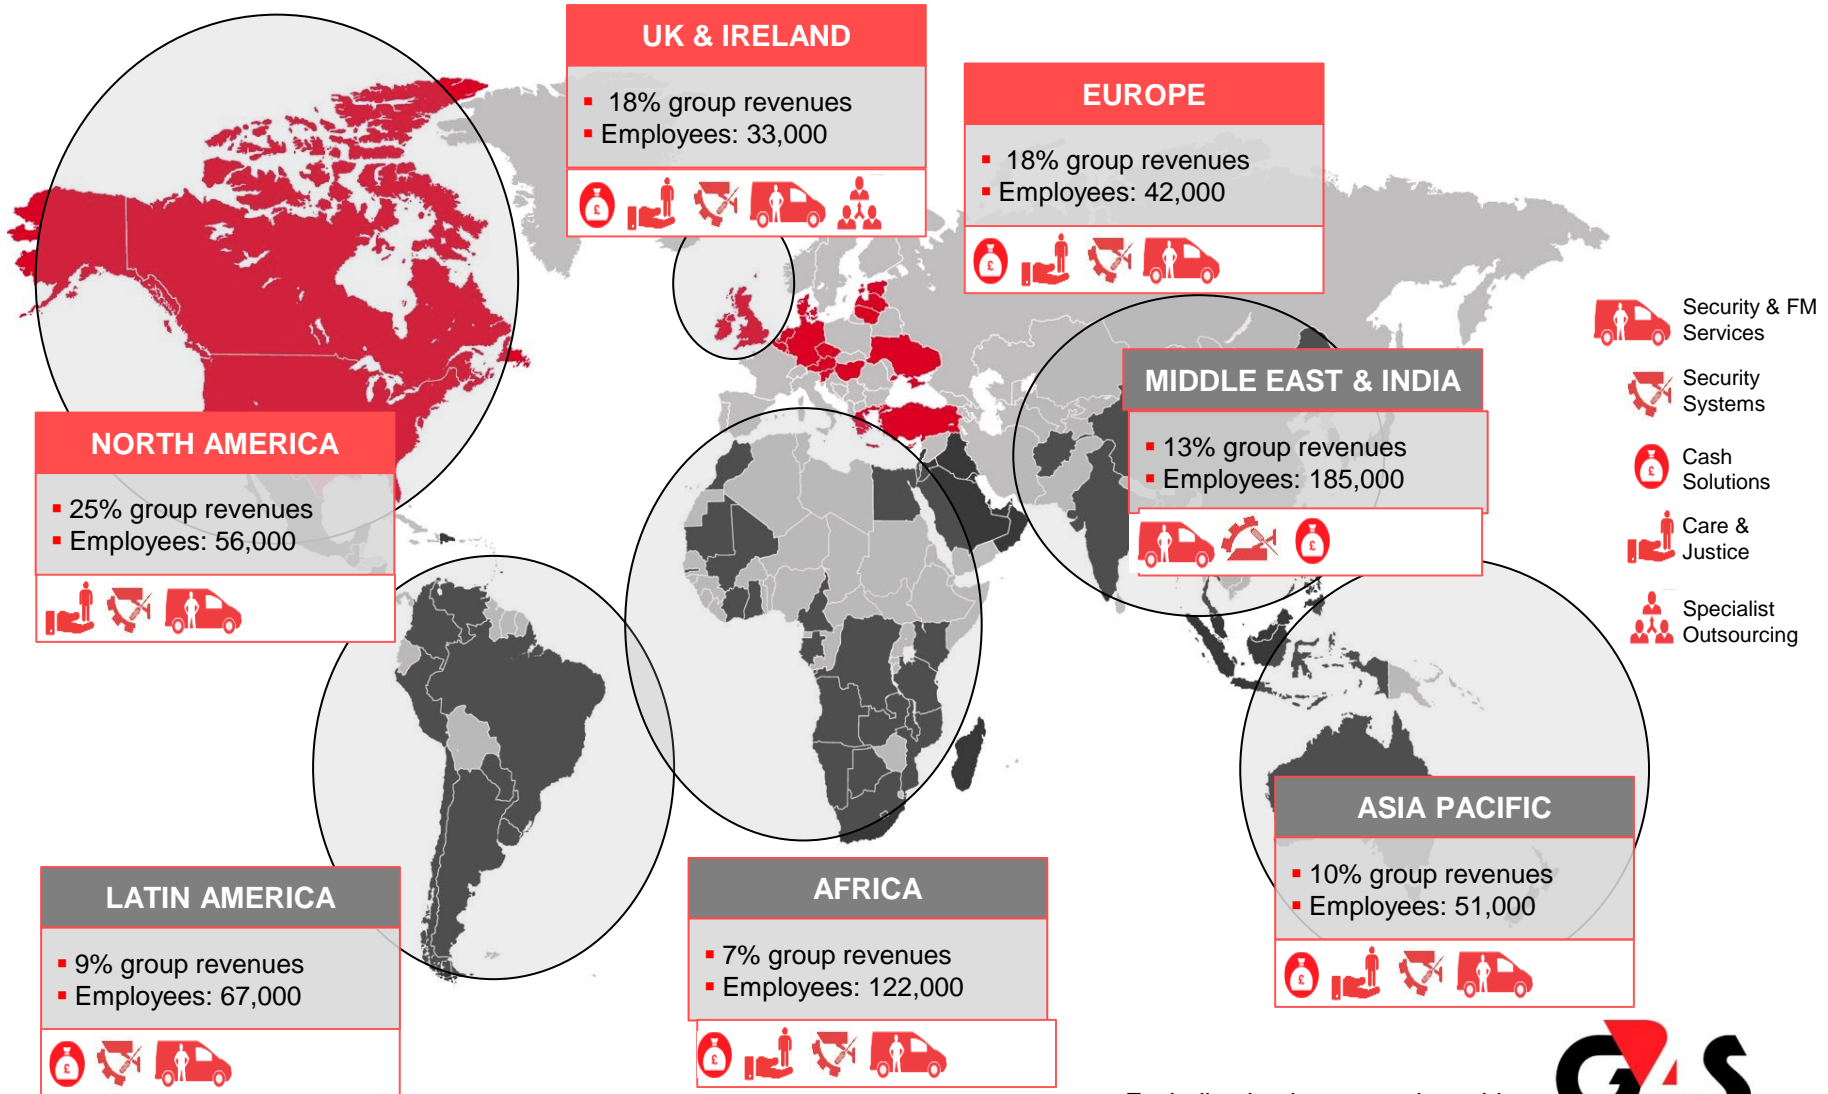 UK & IRELAND
▪ 18% group revenues
▪ Employees: 33,000
EUROPE
▪ 18% group revenues
▪ Employees: 42,000
NORTH AMERICA
▪ 25% group revenues
▪ Employees: 56,000
MIDDLE EAST & INDIA
▪ 13% group revenues
▪ Employees: 185,000
Security & FM
Services
Security
Systems
Cash
Solutions
Care &
Justice
Specialist
Outsourcing
LATIN AMERICA
▪ 9% group revenues
▪ Employees: 67,000
AFRICA
▪ 7% group revenues
▪ Employees: 122,000
ASIA PACIFIC
▪ 10% group revenues
▪ Employees: 51,000
G4S